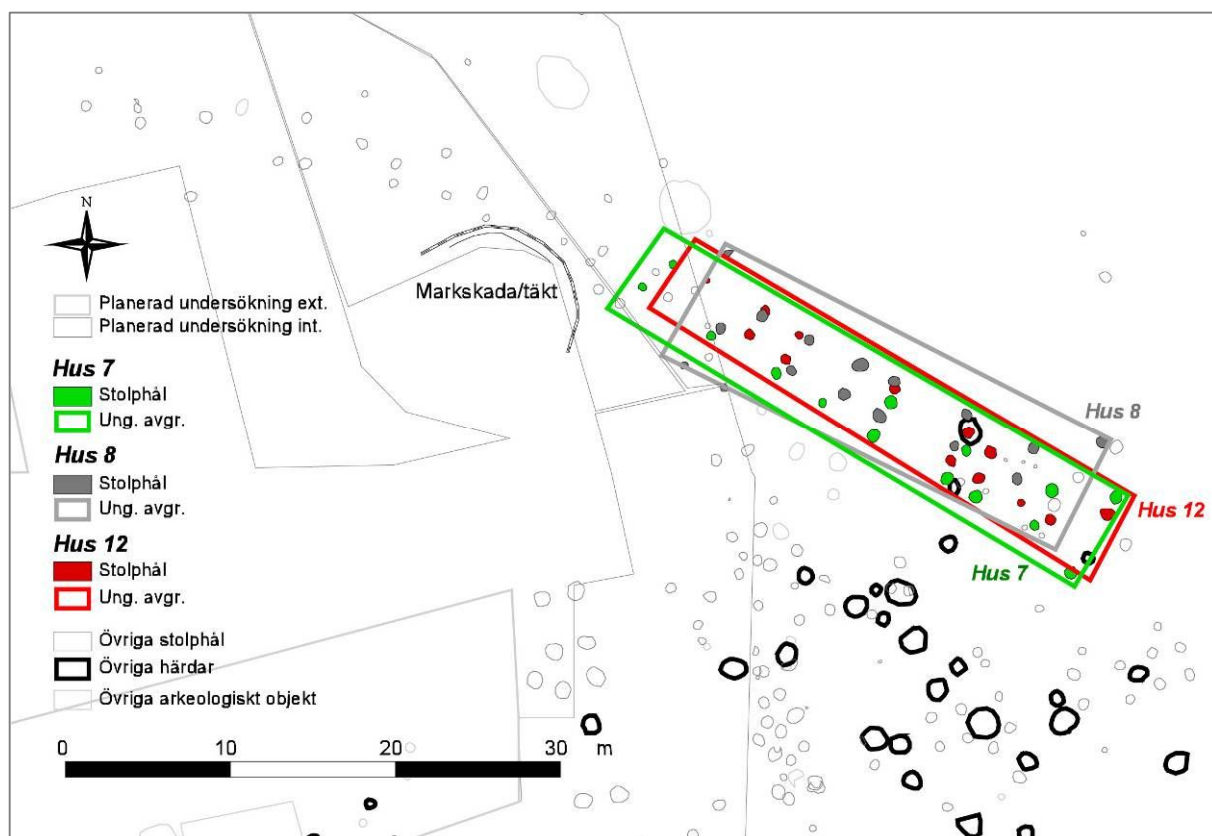 N
Markskada/täkt
Planerad undersökning ext.
Planerad undersökning int.
Hus 7
Stolphål
Ung. avgr.
Hus 8
Stolphål
Ung. avgr.
Hus 12
Stolphål
Ung. avgr.
Övriga stolphål
Övriga härdar
Övriga arkeologiskt objekt
0 10 20 30 m
Hus 8
Hus 12
Hus 7